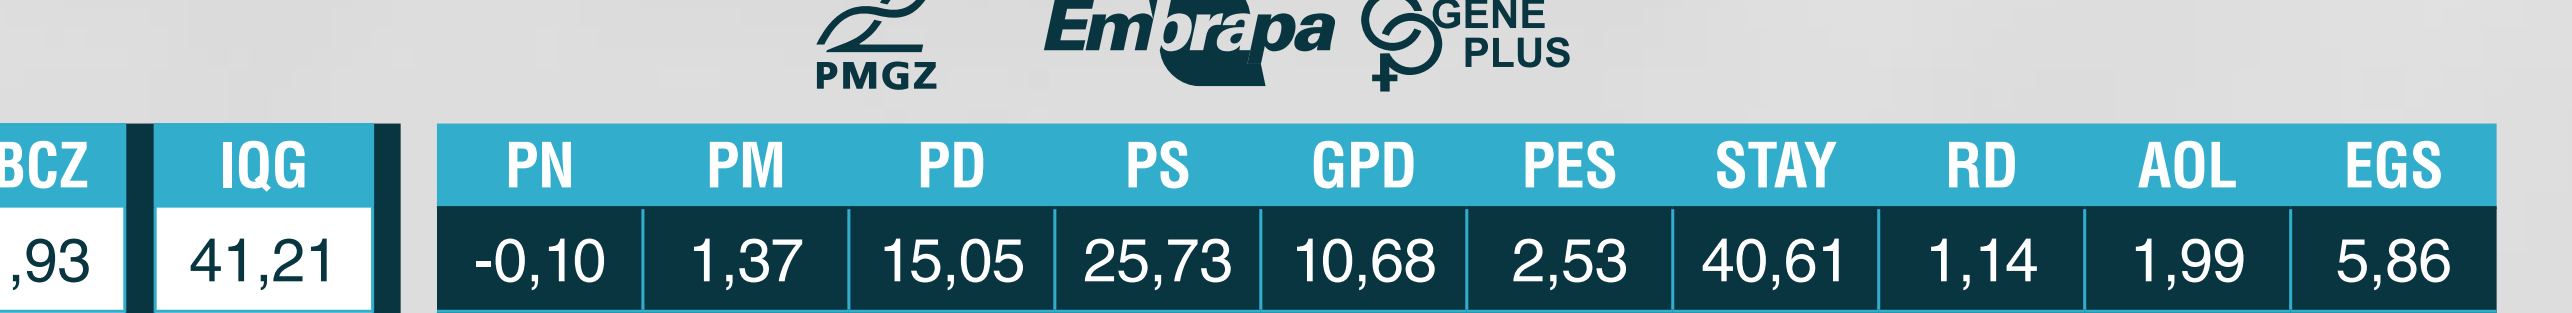 PMGZ
Embrapa
GENE
PLUS
BCZ IQG PN PM PD PS GPD PES STAY RD AOL EGS
,93 41,21 -0,10 1,37 15,05 25,73 10,68 2,53 40,61 1,14 1,99 5,86